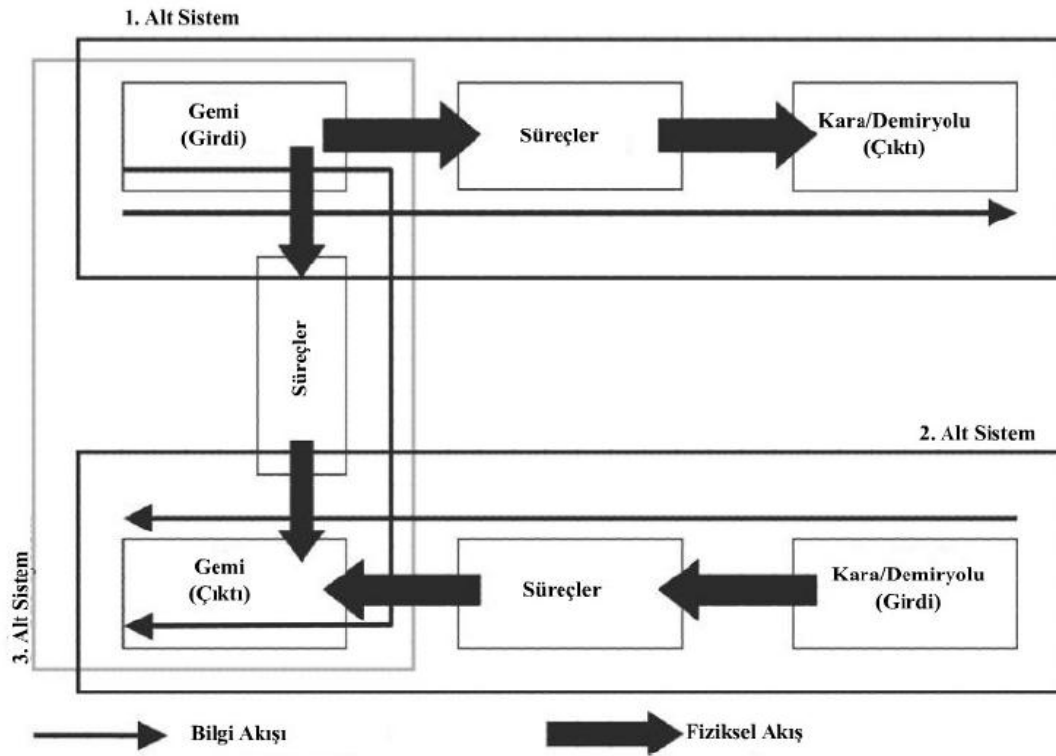 1. Alt Sistem
Gemi
(Girdi)
Süreçler
Kara/Demiryolu
(Çıktı)
Süreçler
2. Alt Sistem
3. Alt Sistem
Gemi
(Çıktı)
Süreçler
Kara/Demiryolu
(Girdi)
Bilgi Akışı
Fiziksel Akış